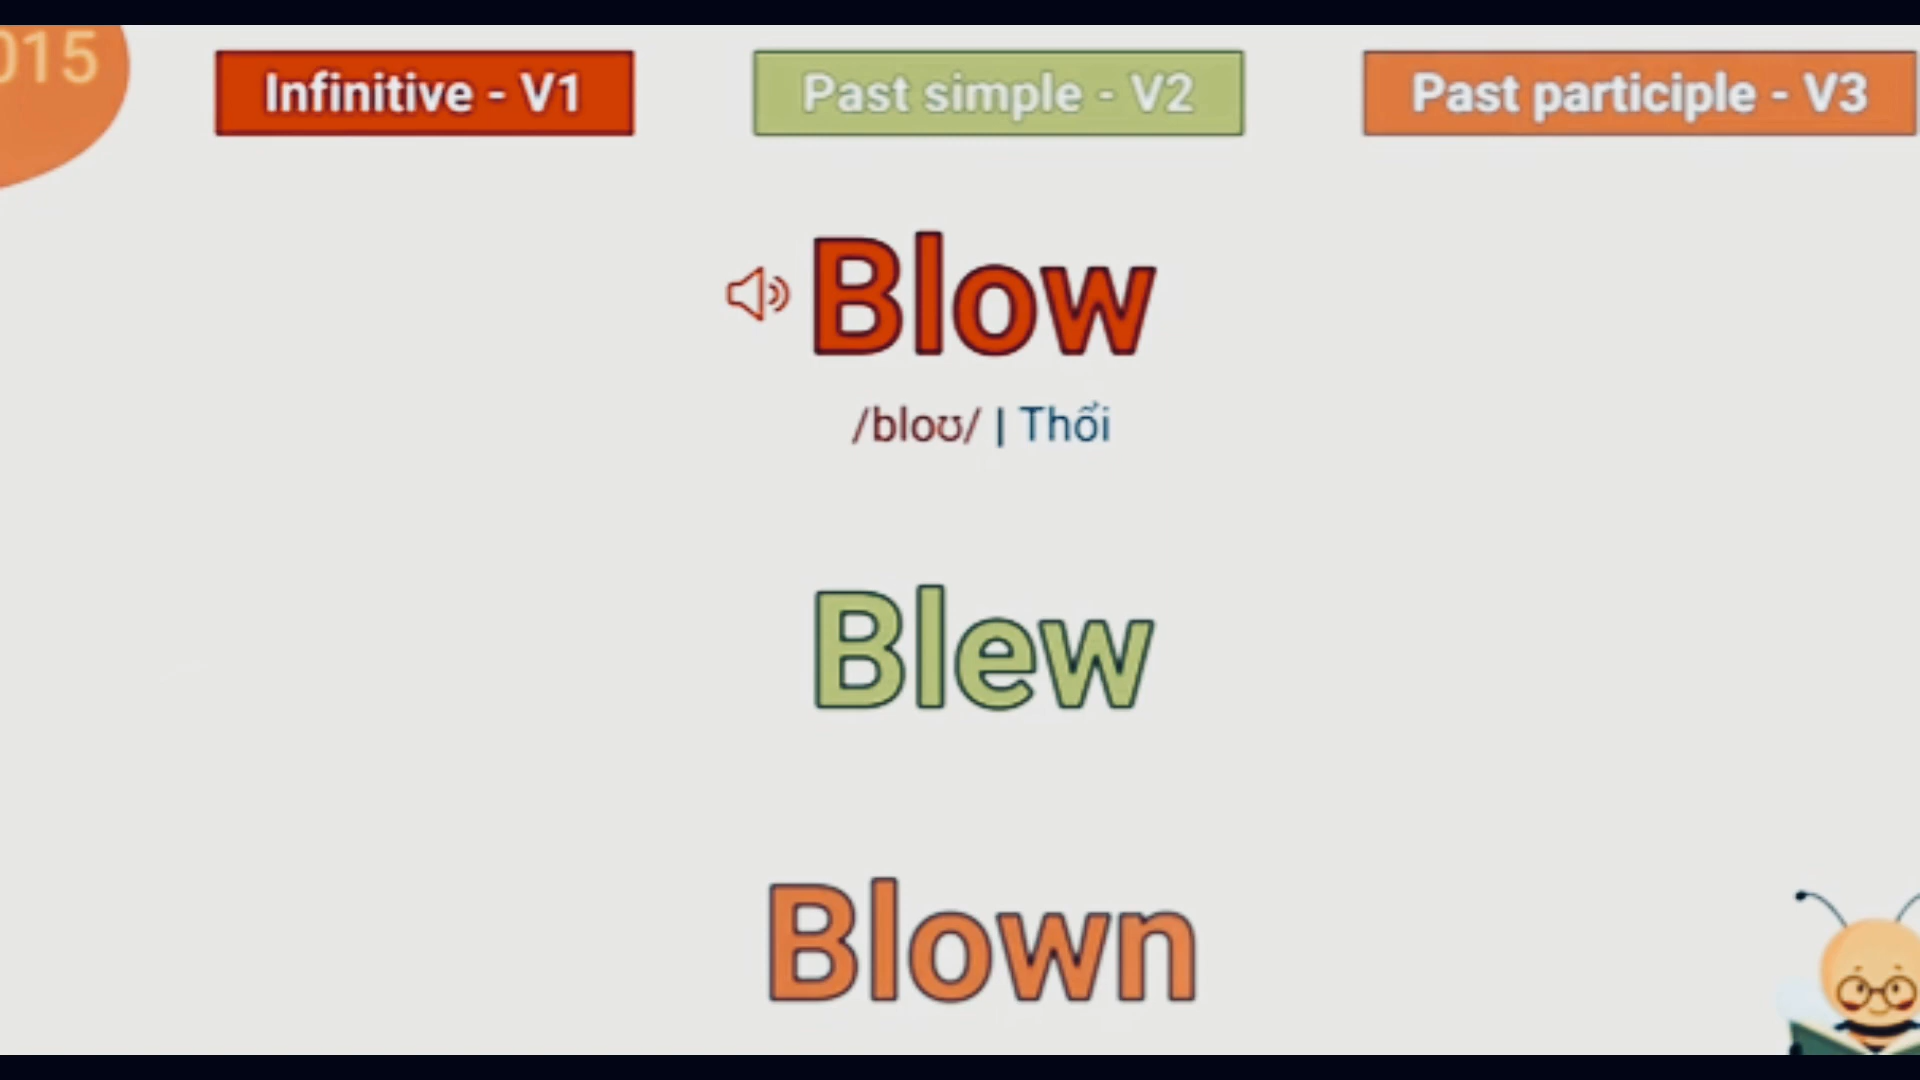 015
Infinitive - V1
Past simple - V2
Past participle - V3
Blow
/bloʊ/ | Thổi
Blew
Blown